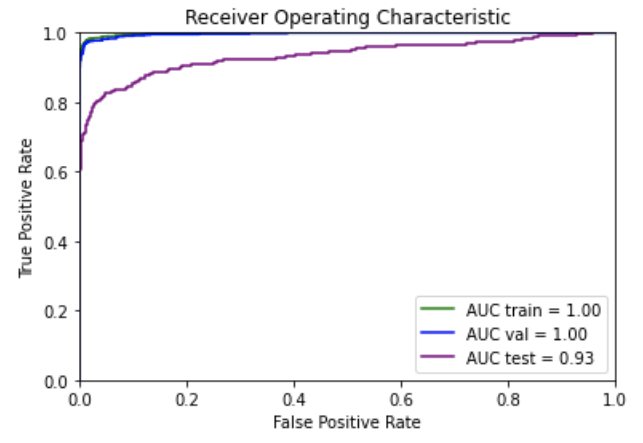 Receiver Operating Characteristic
1.0
0.8
0.6
0.4
0.2
0.0
True Positive Rate
AUC train = 1.00
AUC val = 1.00
AUC test = 0.93
0.0 0.2 0.4 0.6 0.8 1.0
False Positive Rate